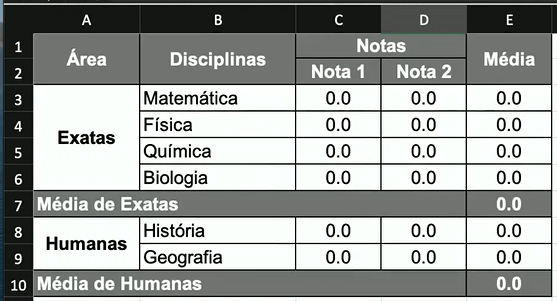 A B C D E
1 Área Disciplinas Notas Média
2 Nota 1 Nota 2
3 Exatas Matemática 0.0 0.0 0.0
4 Física 0.0 0.0 0.0
5 Química 0.0 0.0 0.0
6 Biologia 0.0 0.0 0.0
7 Média de Exatas 0.0
8 Humanas História 0.0 0.0 0.0
9 Geografia 0.0 0.0 0.0
10 Média de Humanas 0.0